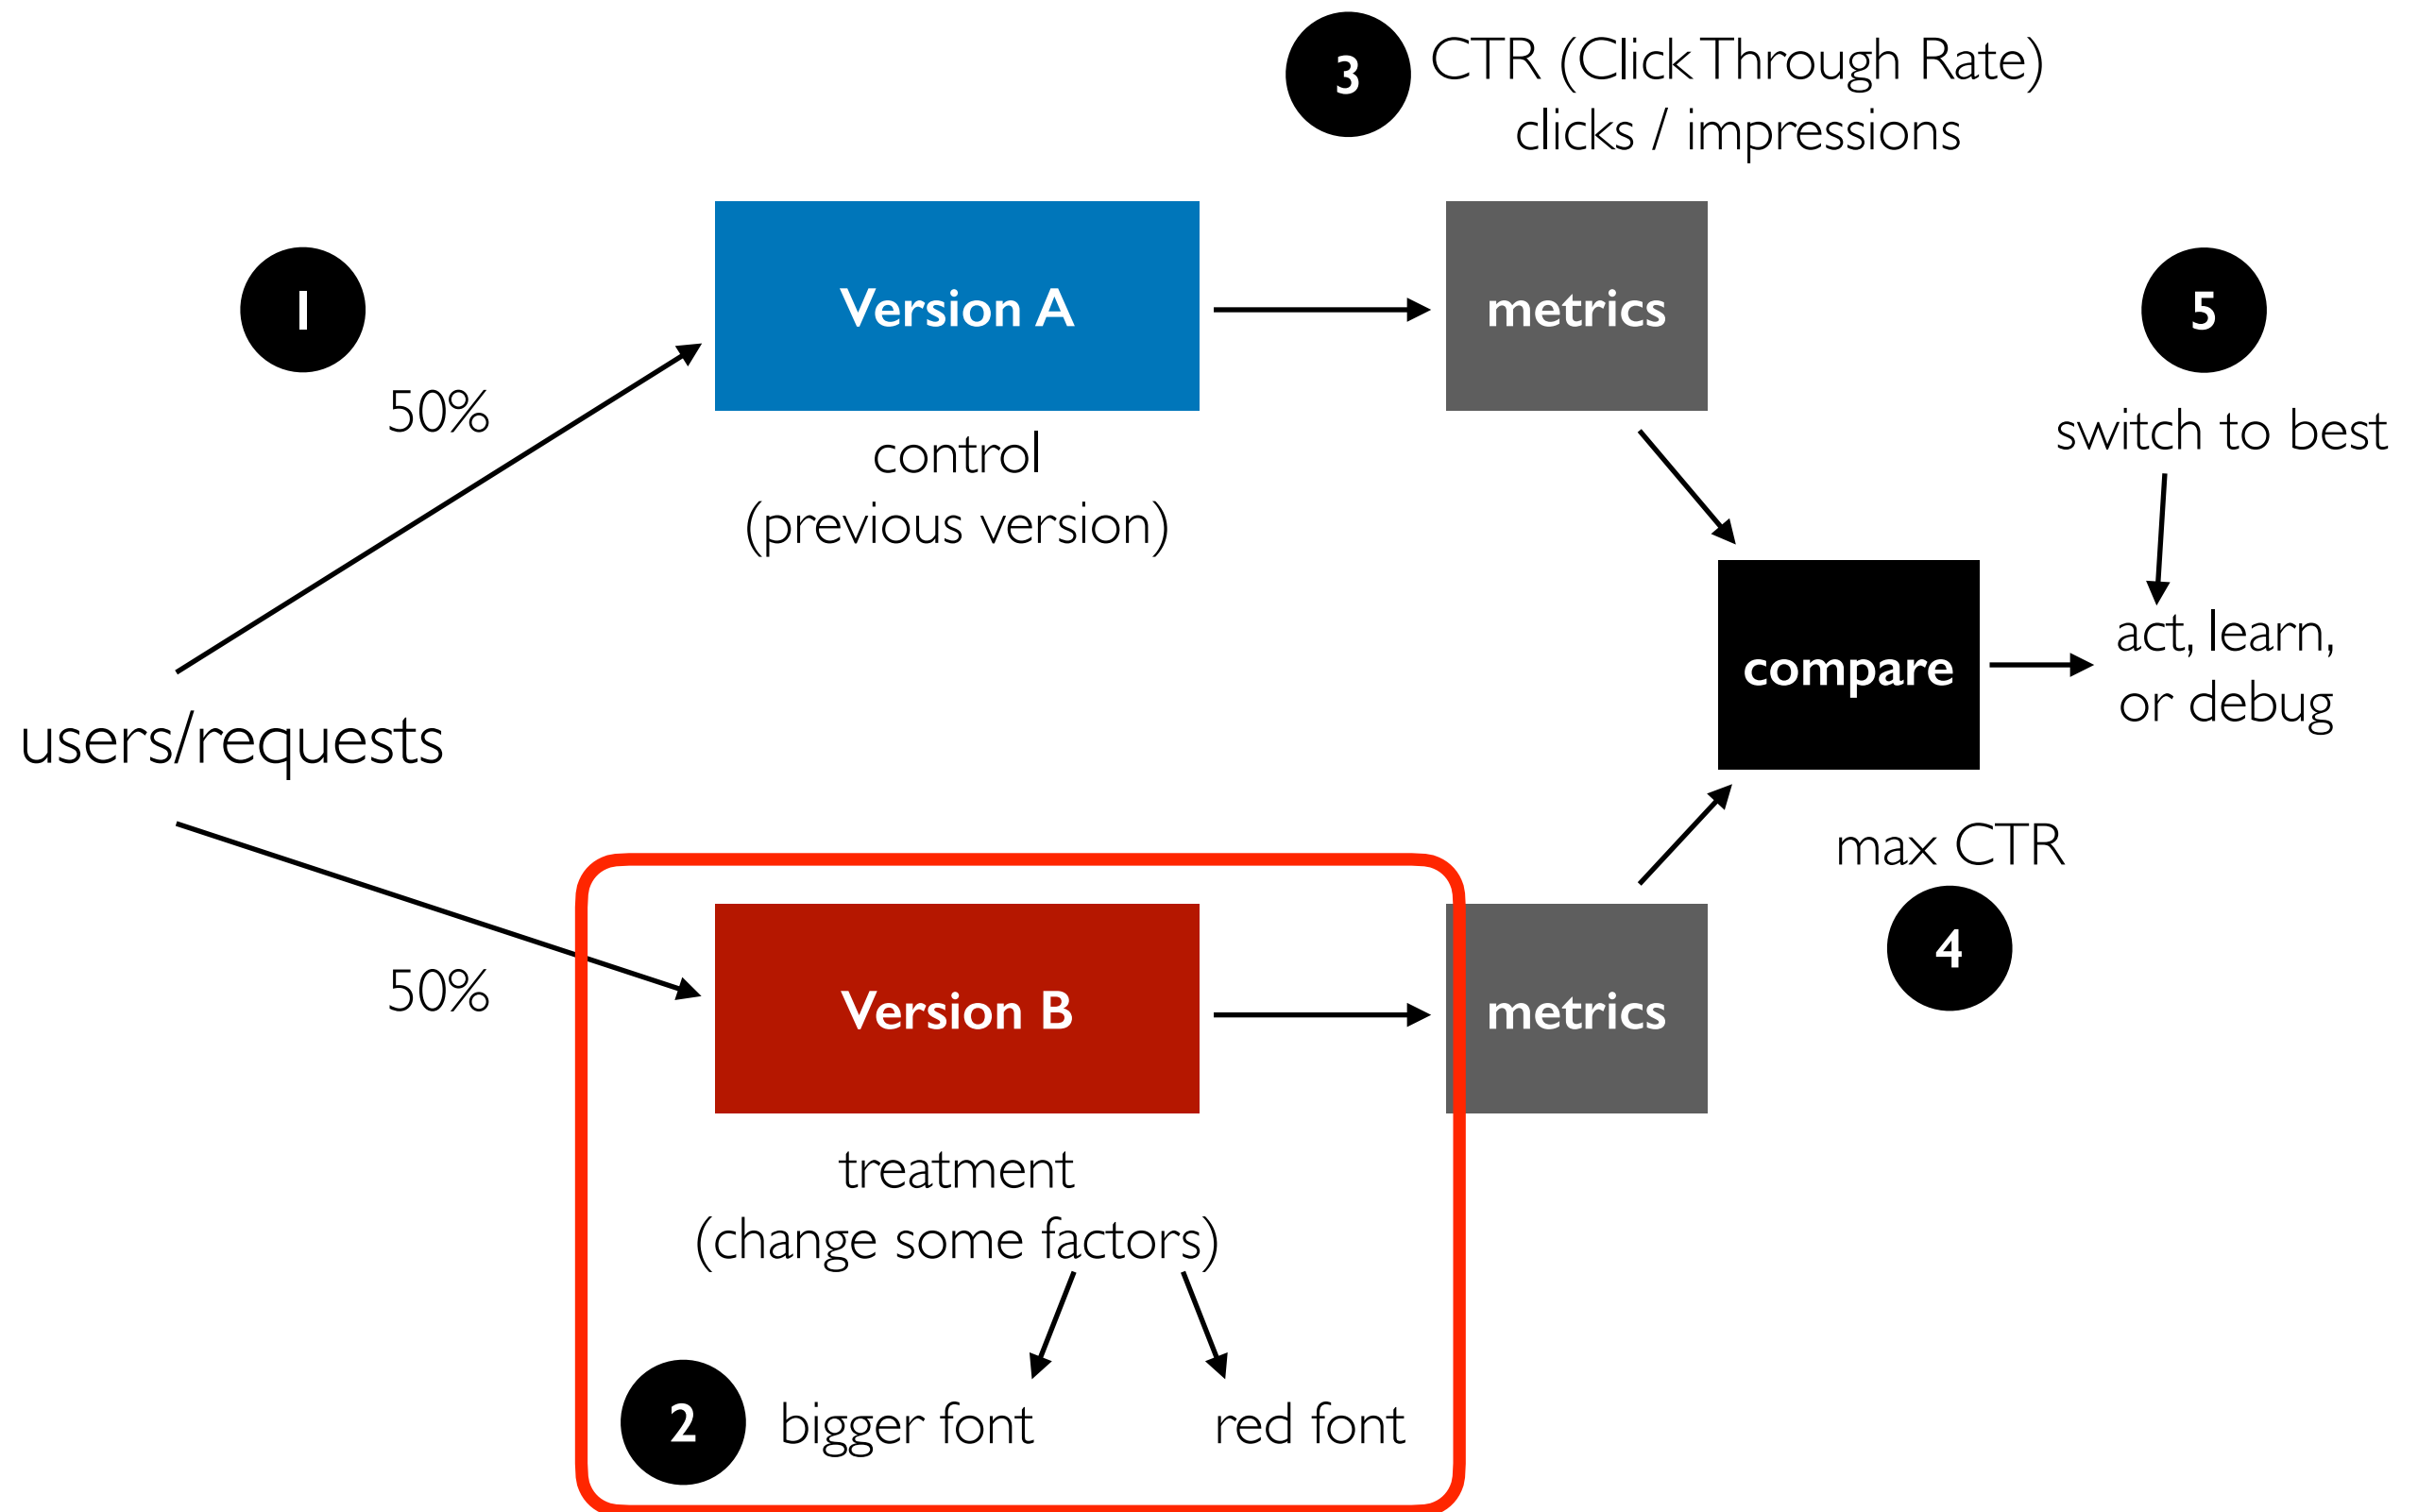 3
CTR (Click Through Rate)
clicks / impressions
1
50%
Version A
control
(previous version)
metrics
5
switch to best
users/requests
compare
act, learn,
or debug
max CTR
4
50%
Version B
treatment
(change some factors)
metrics
2
bigger font
red font